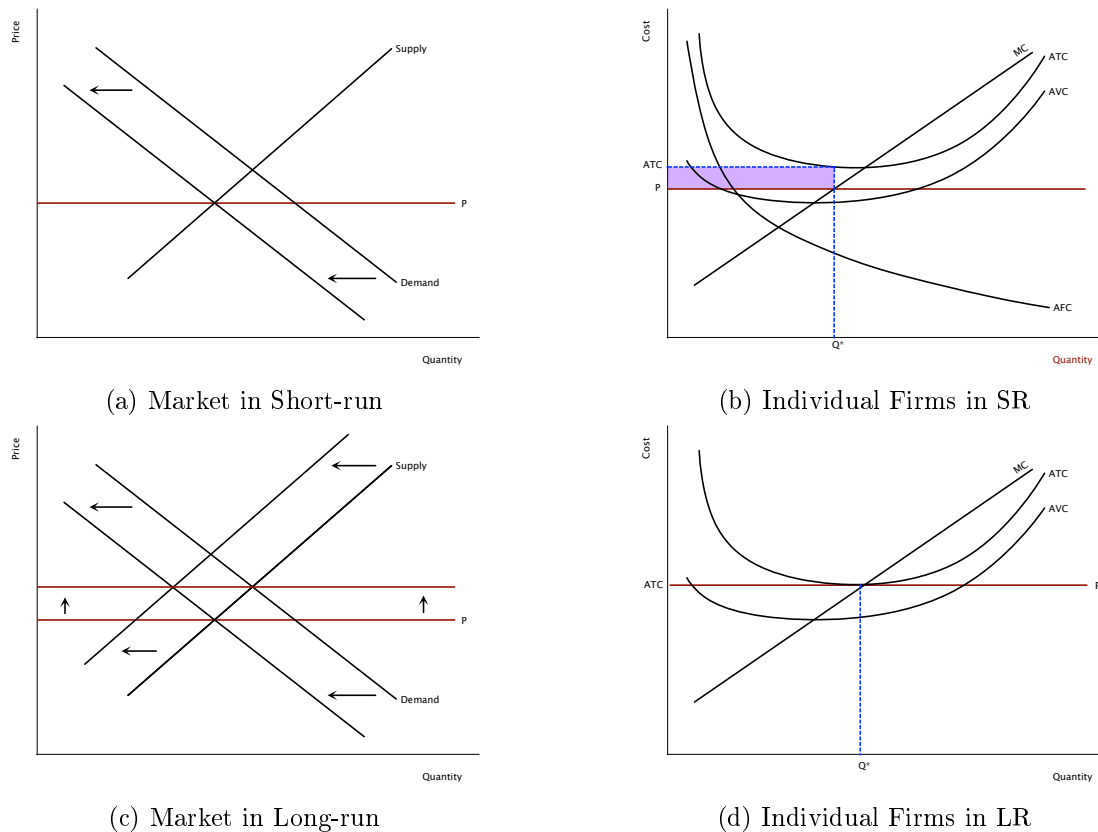 Price
Supply
P
Demand
Quantity
(a) Market in Short-run
Cost
MC
ATC
AVC
ATC
P
AFC
Q*
Quantity
(b) Individual Firms in SR
Price
Supply
P
Demand
Quantity
(c) Market in Long-run
Cost
MC
ATC
AVC
ATC
P
Q*
Quantity
(d) Individual Firms in LR